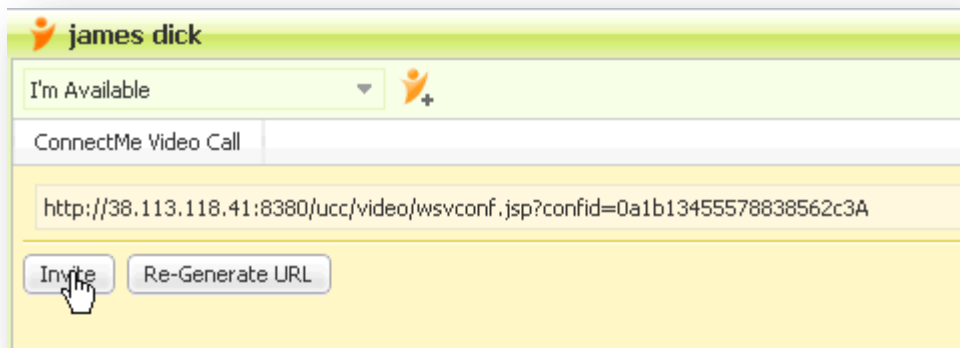 james dick
I'm Available
ConnectMe Video Call
http://38.113.118.41:8380/ucc/video/wsvconf.jsp?confid=0a1b13455578838562c3A
Invite Re-Generate URL